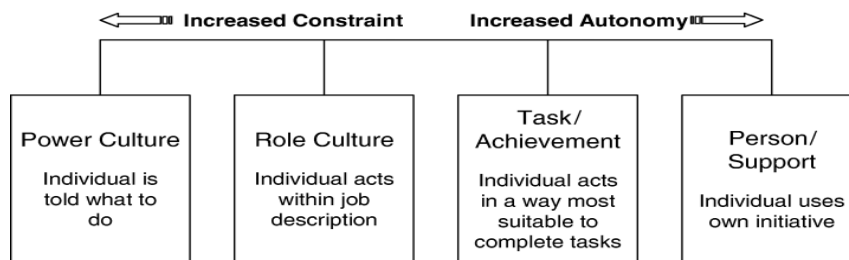 Increased Constraint
Increased Autonomy
Power Culture
Individual is
told what to
do
Role Culture
Individual acts
within job
description
Task/
Achievement
Individual acts
in a way most
suitable to
complete tasks
Person/
Support
Individual uses
own initiative